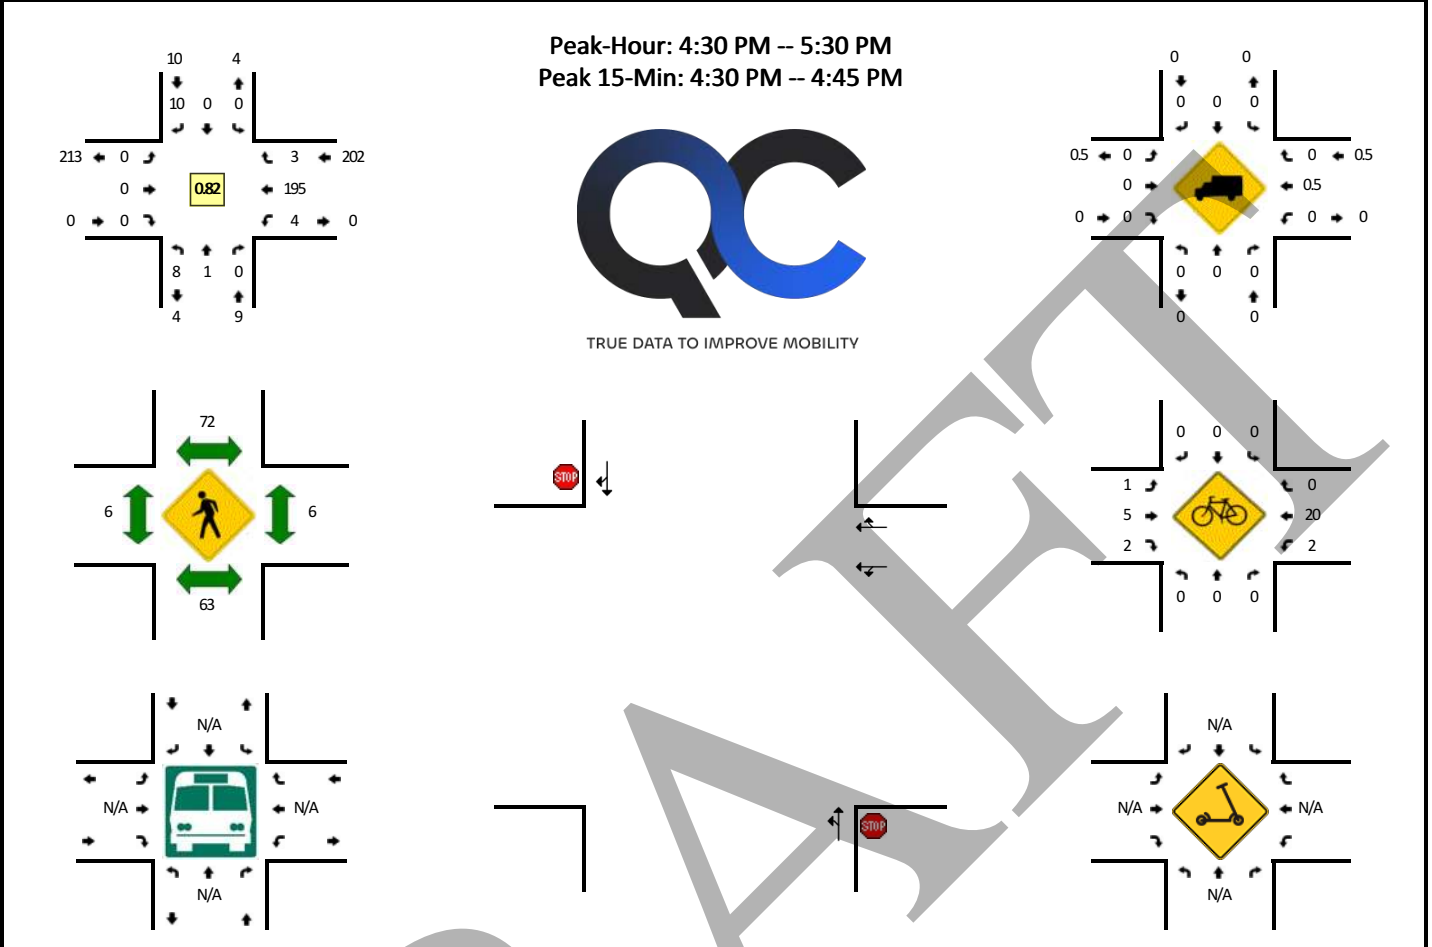 Peak-Hour: 4:30 PM -- 5:30 PM
Peak 15-Min: 4:30 PM -- 4:45 PM
10 4
10 0 0
213 0 3 202
0 0.82 195
0 0 4 0
8 1 0
4 9
QC
TRUE DATA TO IMPROVE MOBILITY
0 0
0 0 0
0.5 0 0 0.5
0 0.5
0 0 0 0
0 0 0
0 0
72
6 6
63
STOP
STOP
0 0 0
1 0
5 20
2 2
0 0 0
N/A
N/A N/A
N/A
N/A
N/A N/A
N/A
DRAFT